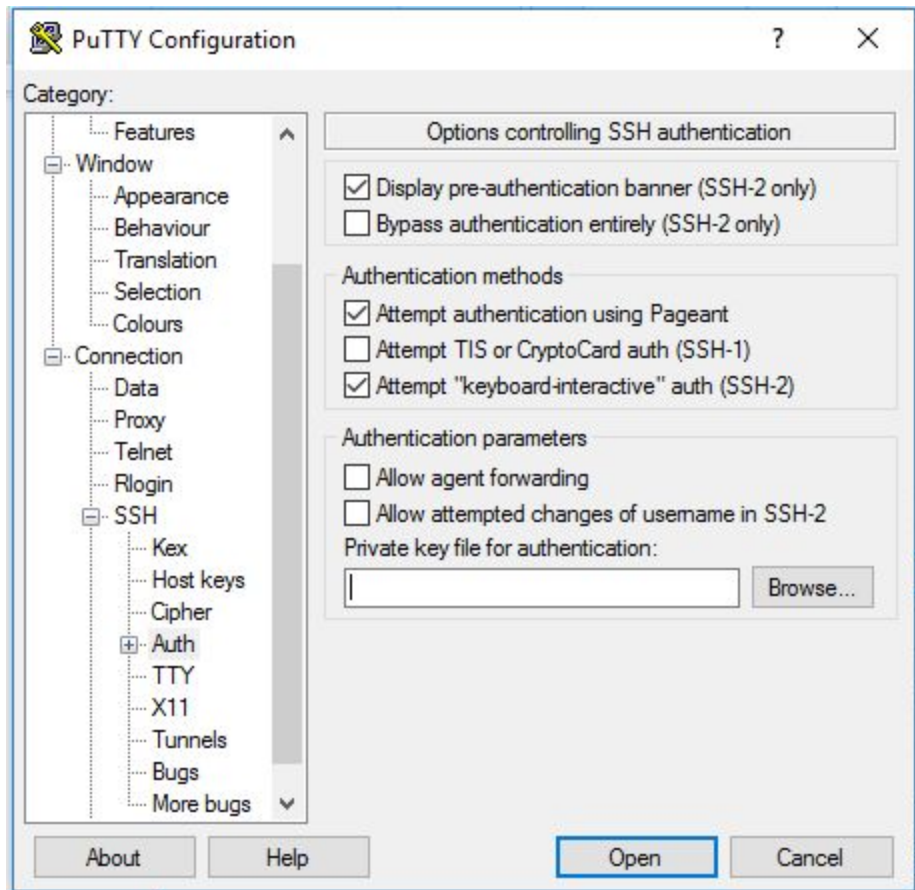 PuTTY Configuration
?
Category:
Features
Window
Appearance
Behaviour
Translation
Selection
Colours
Connection
Data
Proxy
Telnet
Rlogin
SSH
Kex
Host keys
Cipher
Auth
TTY
X11
Tunnels
Bugs
More bugs
Options controlling SSH authentication
Display pre-authentication banner (SSH-2 only)
Bypass authentication entirely (SSH-2 only)
Authentication methods
Attempt authentication using Pageant
Attempt TIS or CryptoCard auth (SSH-1)
Attempt "keyboard-interactive" auth (SSH-2)
Authentication parameters
Allow agent forwarding
Allow attempted changes of username in SSH-2
Private key file for authentication:
Browse...
About
Help
Open
Cancel